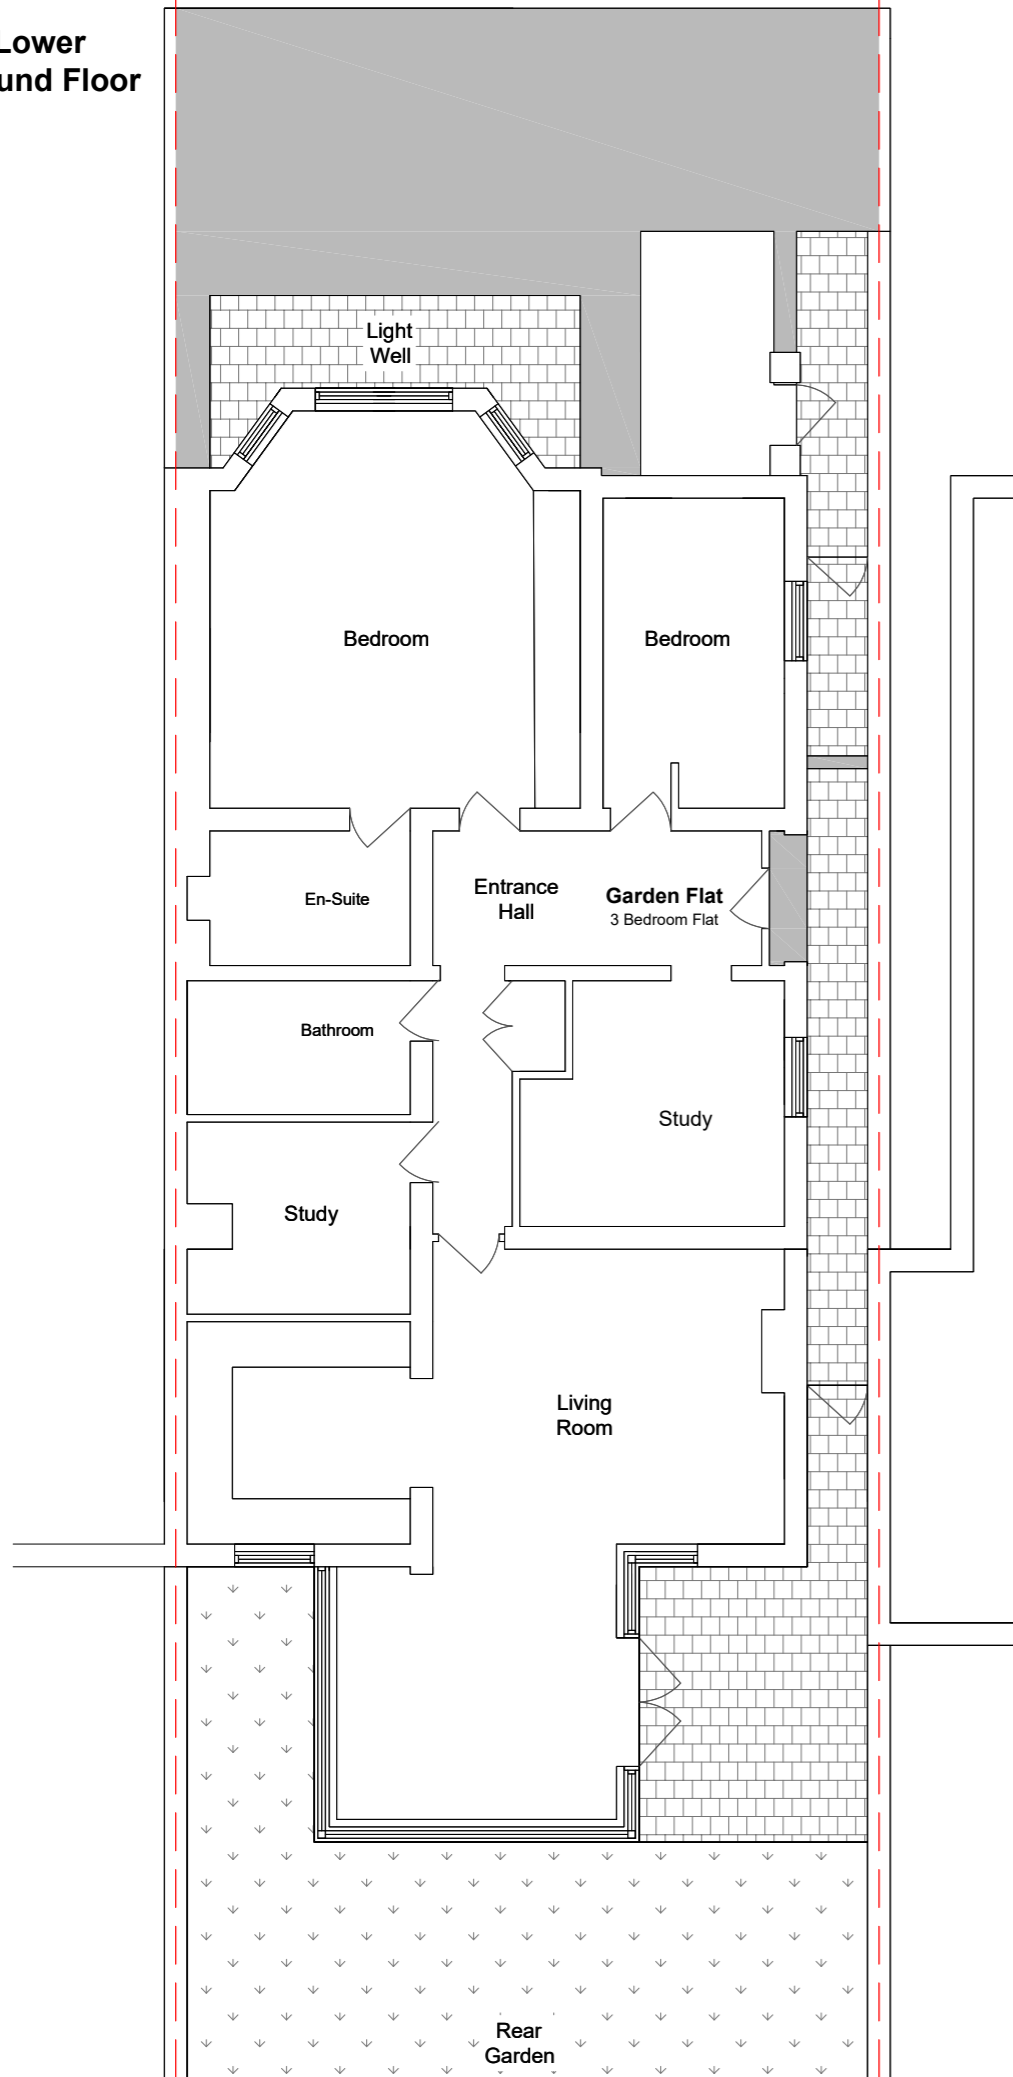 Lower
und Floor
Light
Well
Bedroom
Bedroom
Entrance
Hall
Garden Flat
3 Bedroom Flat
En-Suite
Bathroom
Study
Study
Living
Room
Rear
Garden